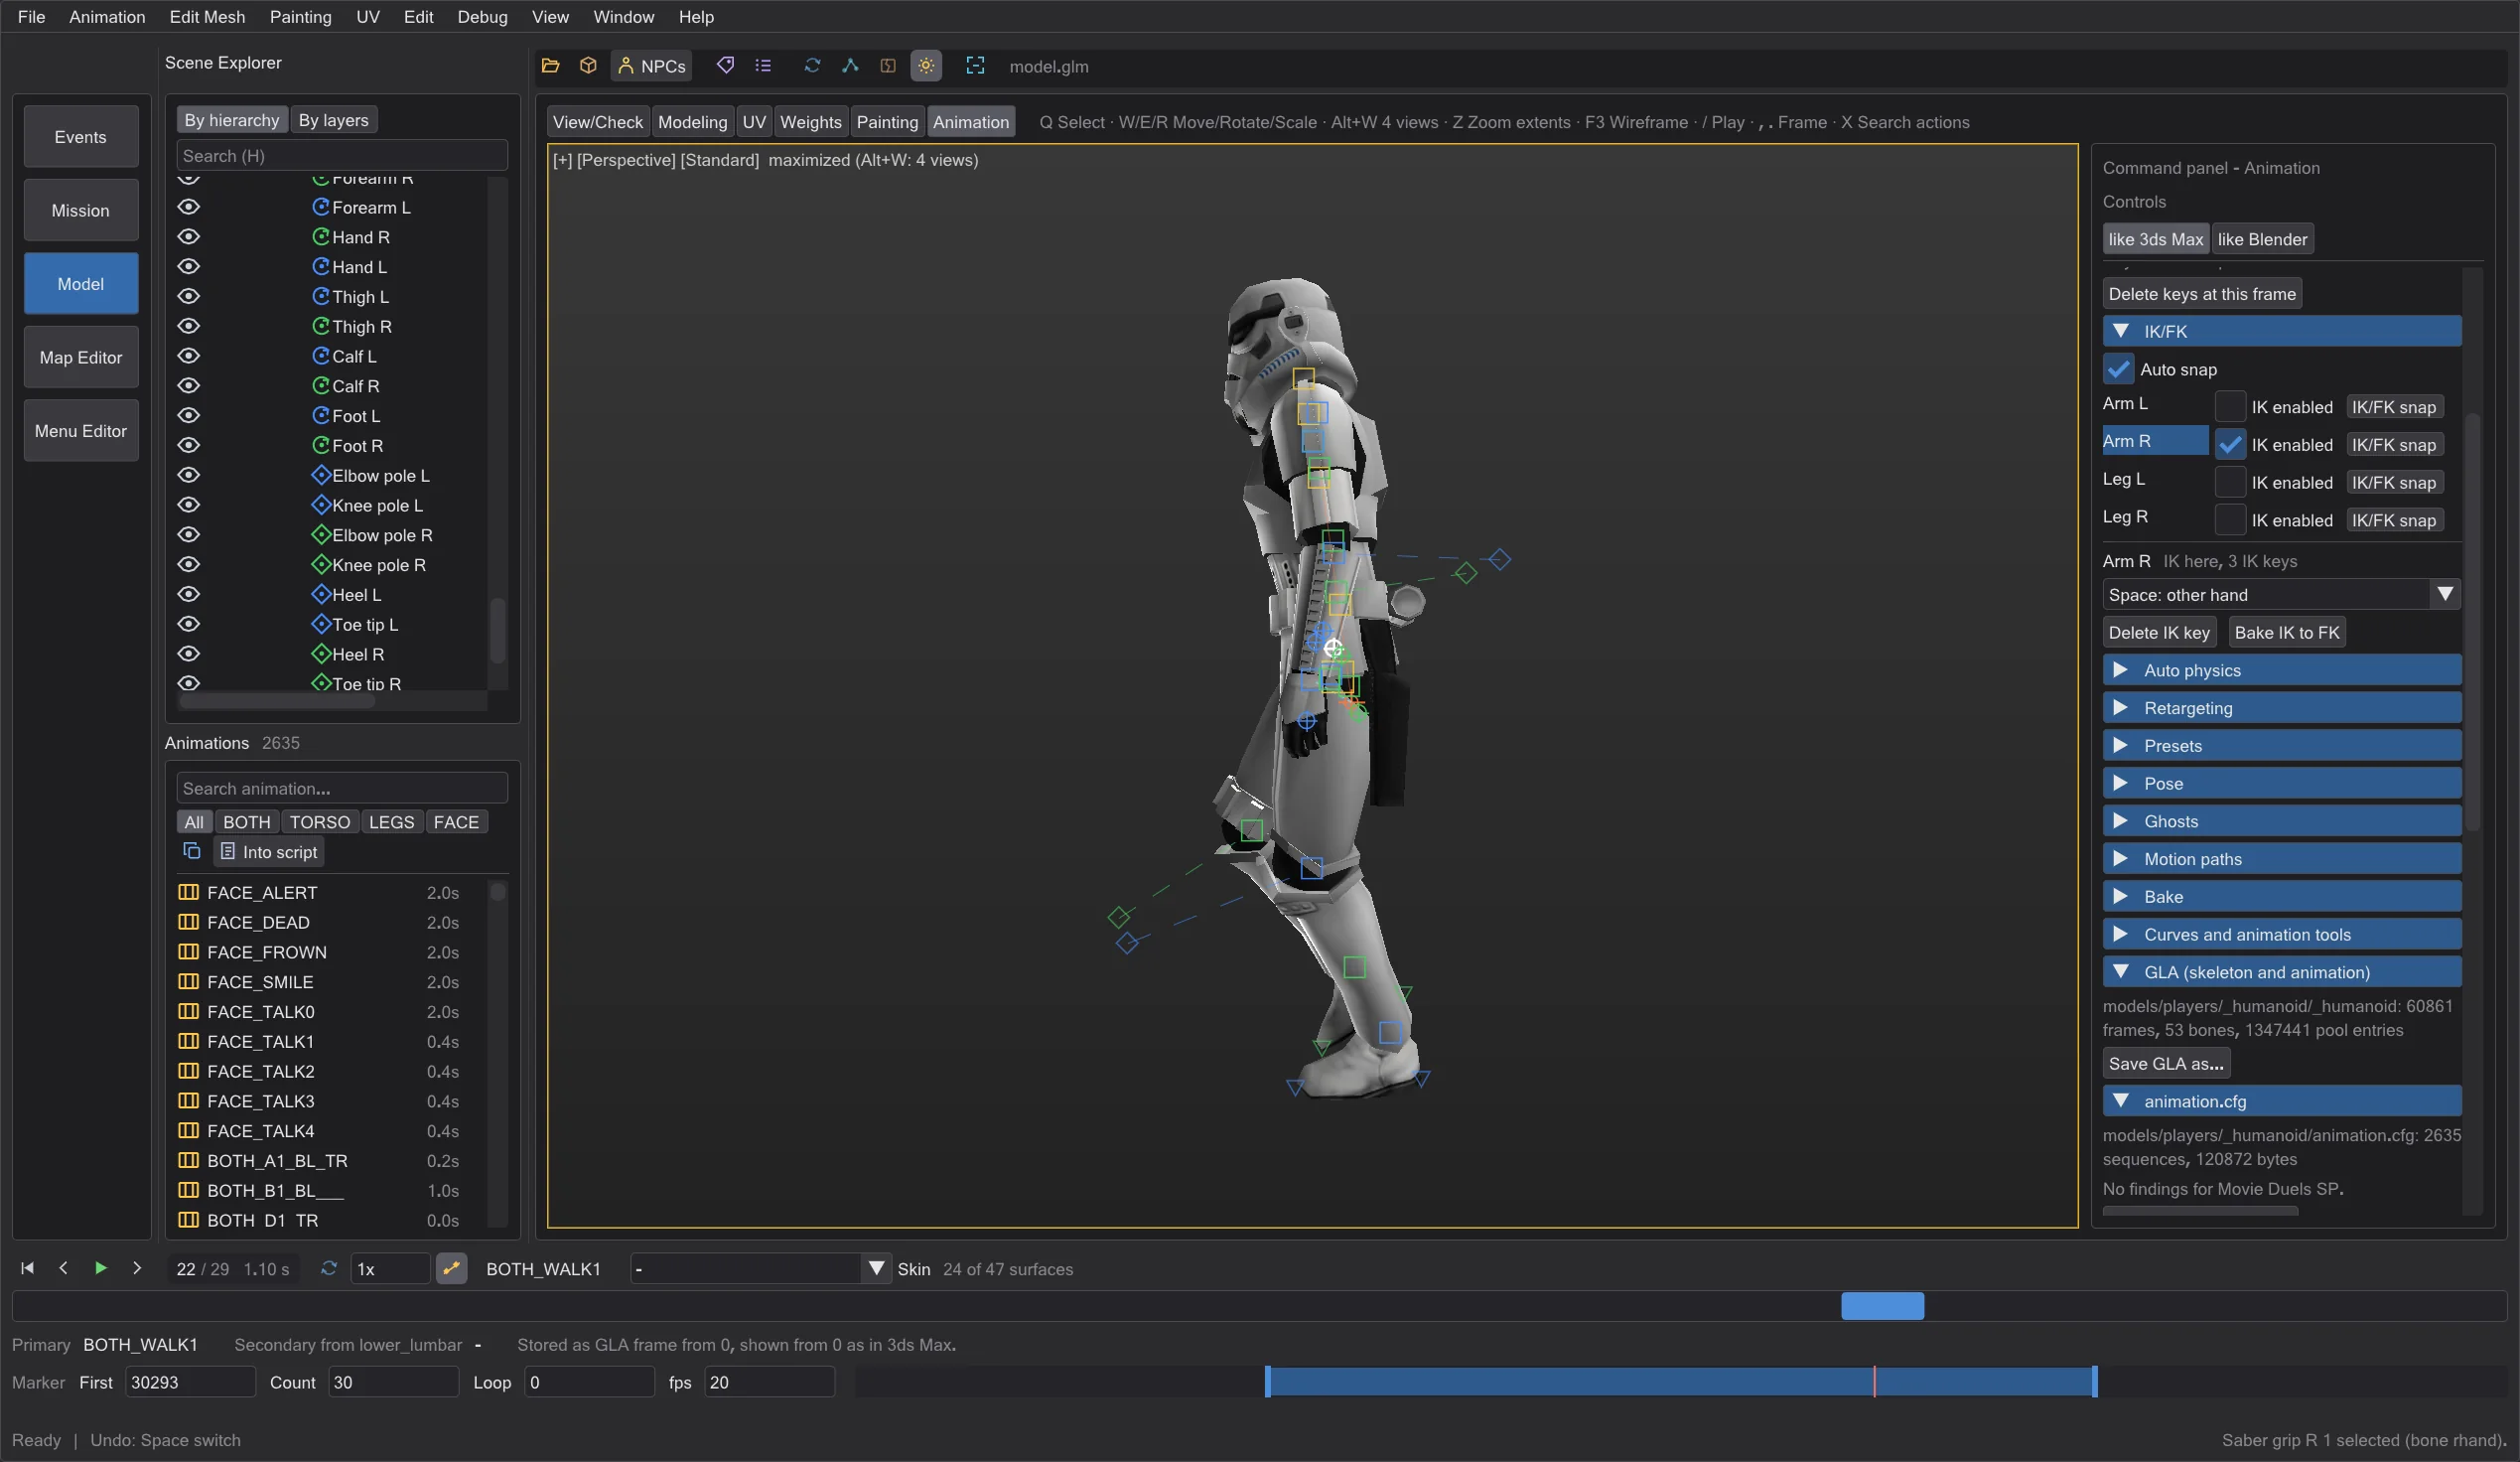 File Animation Edit Mesh Painting UV Edit Debug View Window Help
Scene Explorer
NPCs model.glm
Events
Mission
Model
Map Editor
Menu Editor
By hierarchy By layers
Search (H)
Forearm R
Forearm L
Hand R
Hand L
Thigh L
Thigh R
Calf L
Calf R
Foot L
Foot R
Elbow pole L
Knee pole L
Elbow pole R
Knee pole R
Heel L
Toe tip L
Heel R
Toe tip R
Animations 2635
Search animation...
All BOTH TORSO LEGS FACE
Into script
FACE_ALERT 2.0s
FACE_DEAD 2.0s
FACE_FROWN 2.0s
FACE_SMILE 2.0s
FACE_TALK0 2.0s
FACE_TALK1 0.4s
FACE_TALK2 0.4s
FACE_TALK3 0.4s
FACE_TALK4 0.4s
BOTH_A1_BL_TR 0.2s
BOTH_B1_BL___ 1.0s
BOTH_D1_TR 0.0s
View/Check Modeling UV Weights Painting Animation Q Select · W/E/R Move/Rotate/Scale · Alt+W 4 views · Z Zoom extents · F3 Wireframe · / Play · , . Frame · X Search actions
[+] [Perspective] [Standard] maximized (Alt+W: 4 views)
Command panel - Animation
Controls
like 3ds Max like Blender
Delete keys at this frame
IK/FK
Auto snap
Arm L IK enabled IK/FK snap
Arm R IK enabled IK/FK snap
Leg L IK enabled IK/FK snap
Leg R IK enabled IK/FK snap
Arm R IK here, 3 IK keys
Space: other hand
Delete IK key Bake IK to FK
Auto physics
Retargeting
Presets
Pose
Ghosts
Motion paths
Bake
Curves and animation tools
GLA (skeleton and animation)
models/players/_humanoid/_humanoid: 60861
frames, 53 bones, 1347441 pool entries
Save GLA as...
animation.cfg
models/players/_humanoid/animation.cfg: 2635
sequences, 120872 bytes
No findings for Movie Duels SP.
22 / 29 1.10 s 1x BOTH_WALK1 - Skin 24 of 47 surfaces
Primary BOTH_WALK1 Secondary from lower_lumbar - Stored as GLA frame from 0, shown from 0 as in 3ds Max.
Marker First 30293 Count 30 Loop 0 fps 20
Ready | Undo: Space switch
Saber grip R 1 selected (bone rhand).